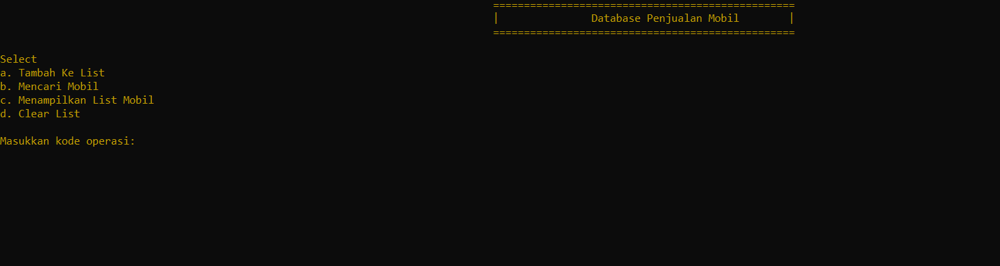 =================================================
| Database Penjualan Mobil |
=================================================
Select
a. Tambah Ke List
b. Mencari Mobil
c. Menampilkan List Mobil
d. Clear List
Masukkan kode operasi: